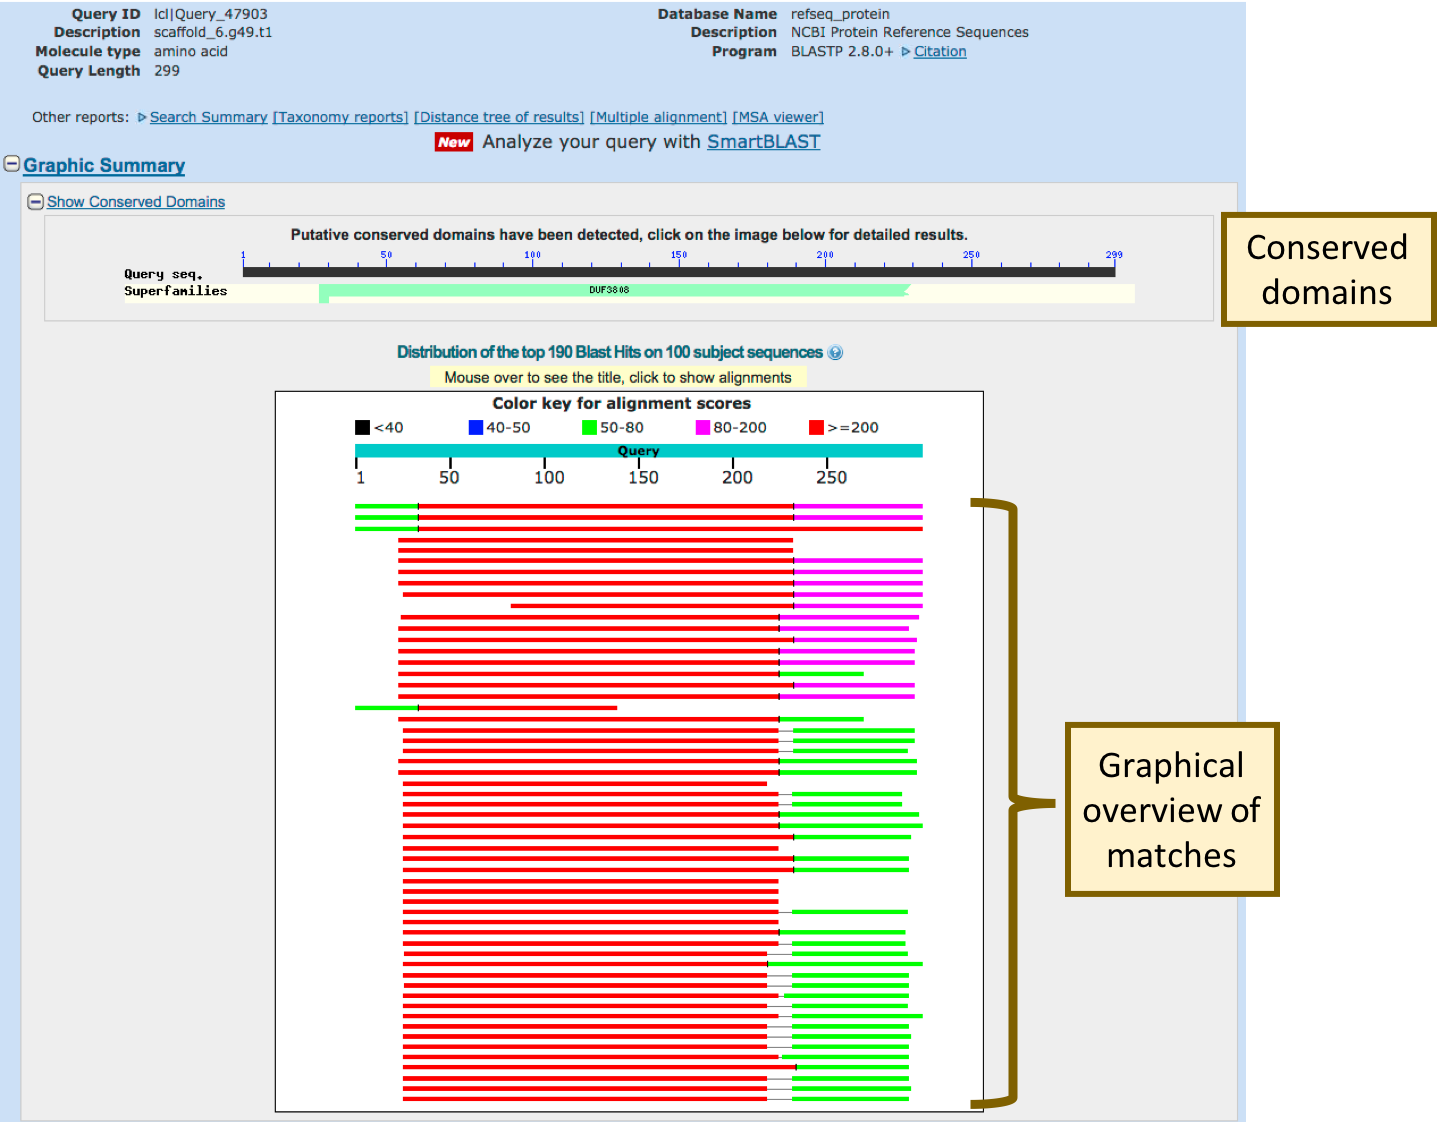 Query ID lcl|Query_47903
Description scaffold_6.g49.t1
Molecule type amino acid
Query Length 299
Database Name refseq_protein
Description NCBI Protein Reference Sequences
Program BLASTP 2.8.0+ ▷ Citation
Other reports: ▷ Search Summary [Taxonomy reports] [Distance tree of results] [Multiple alignment] [MSA viewer]
New Analyze your query with SmartBLAST
Graphic Summary
Show Conserved Domains
Putative conserved domains have been detected, click on the image below for detailed results.
1 50 100 150 200 250 299
Query seq.
Superfamilies DUF3808
Conserved
domains
Distribution of the top 190 Blast Hits on 100 subject sequences ?
Mouse over to see the title, click to show alignments
Color key for alignment scores
<40 40-50 50-80 80-200 >=200
Query
1 50 100 150 200 250
Graphical
overview of
matches